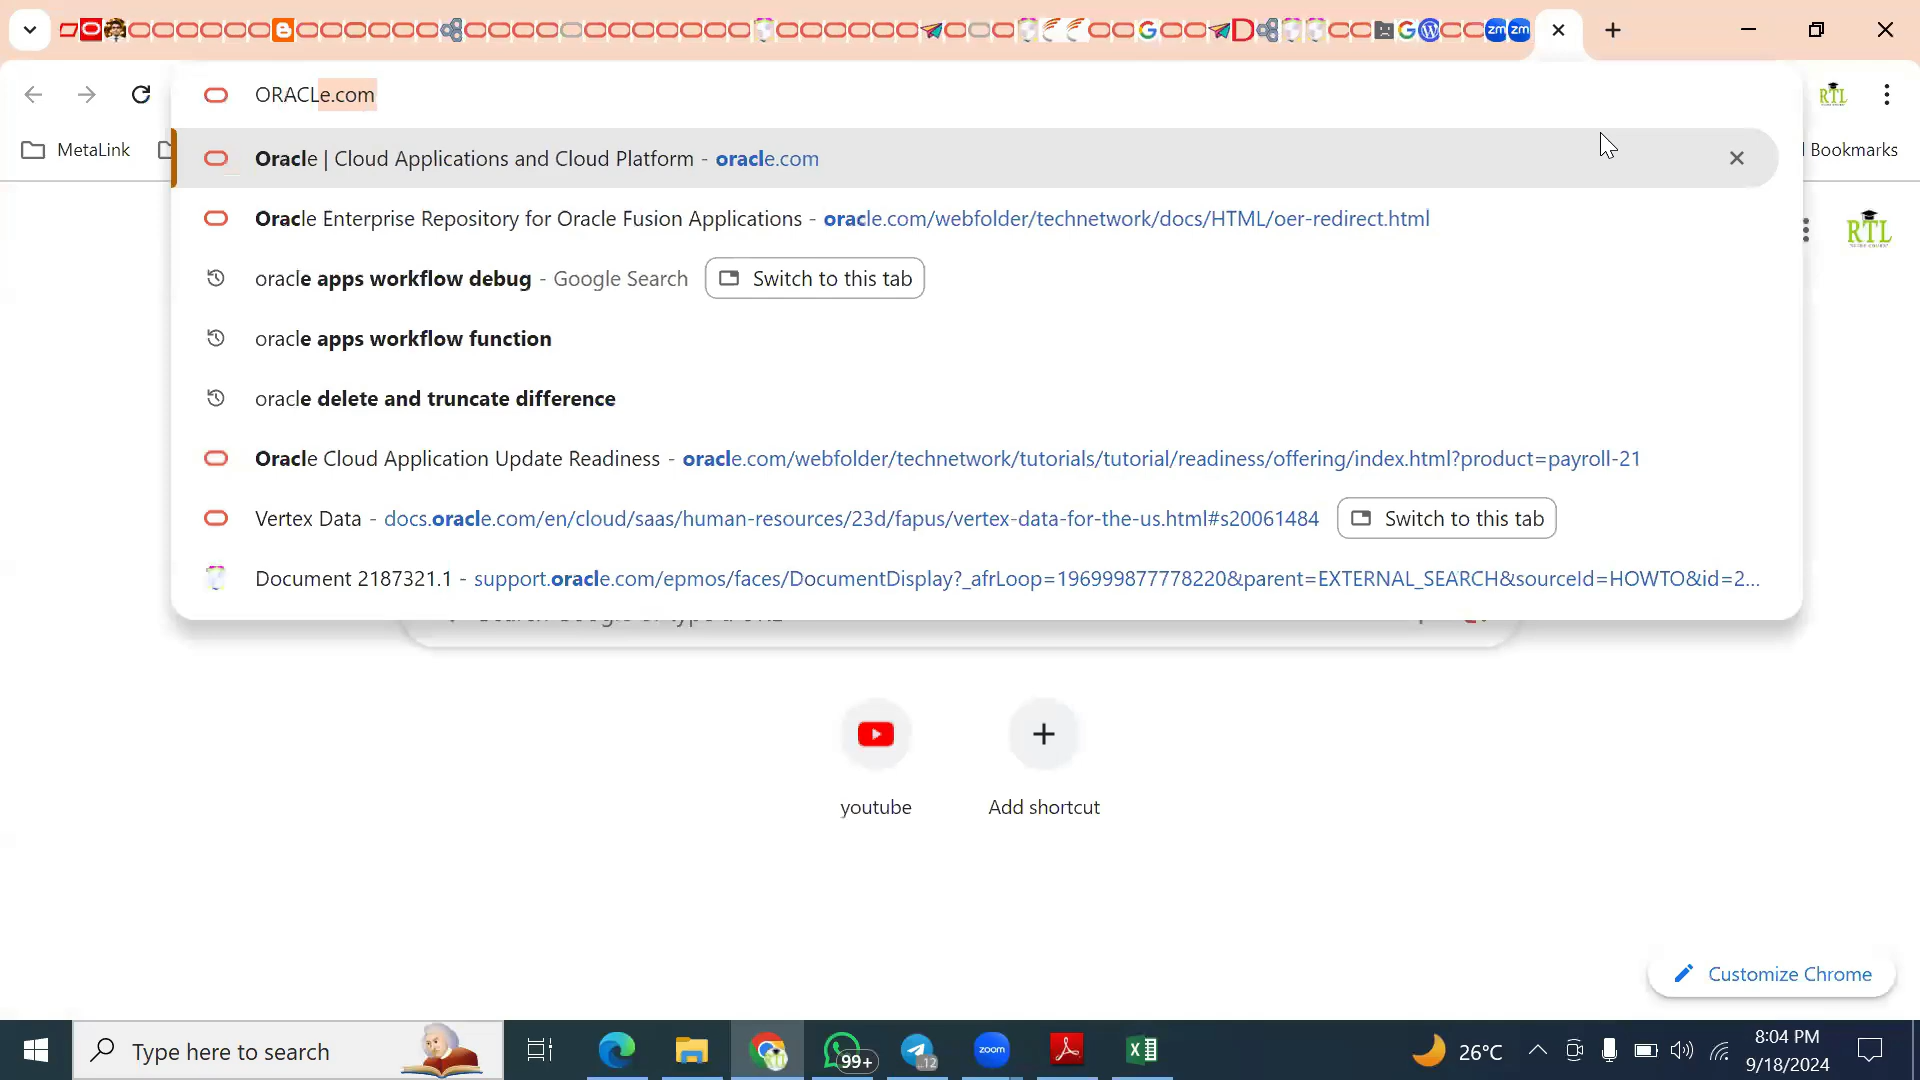 zm zm
ORACLe.com
RTL
MetaLink
Oracle | Cloud Applications and Cloud Platform - oracle.com
Bookmarks
Oracle Enterprise Repository for Oracle Fusion Applications - oracle.com/webfolder/technetwork/docs/HTML/oer-redirect.html
RTL
oracle apps workflow debug - Google Search Switch to this tab
oracle apps workflow function
oracle delete and truncate difference
Oracle Cloud Application Update Readiness - oracle.com/webfolder/technetwork/tutorials/tutorial/readiness/offering/index.html?product=payroll-21
Vertex Data - docs.oracle.com/en/cloud/saas/human-resources/23d/fapus/vertex-data-for-the-us.html#s20061484 Switch to this tab
Document 2187321.1 - support.oracle.com/epmos/faces/DocumentDisplay?_afrLoop=196999877778220&parent=EXTERNAL_SEARCH&sourceId=HOWTO&id=2...
youtube
Add shortcut
Customize Chrome
Type here to search
99+
12
zoom
26°C
8:04 PM
9/18/2024